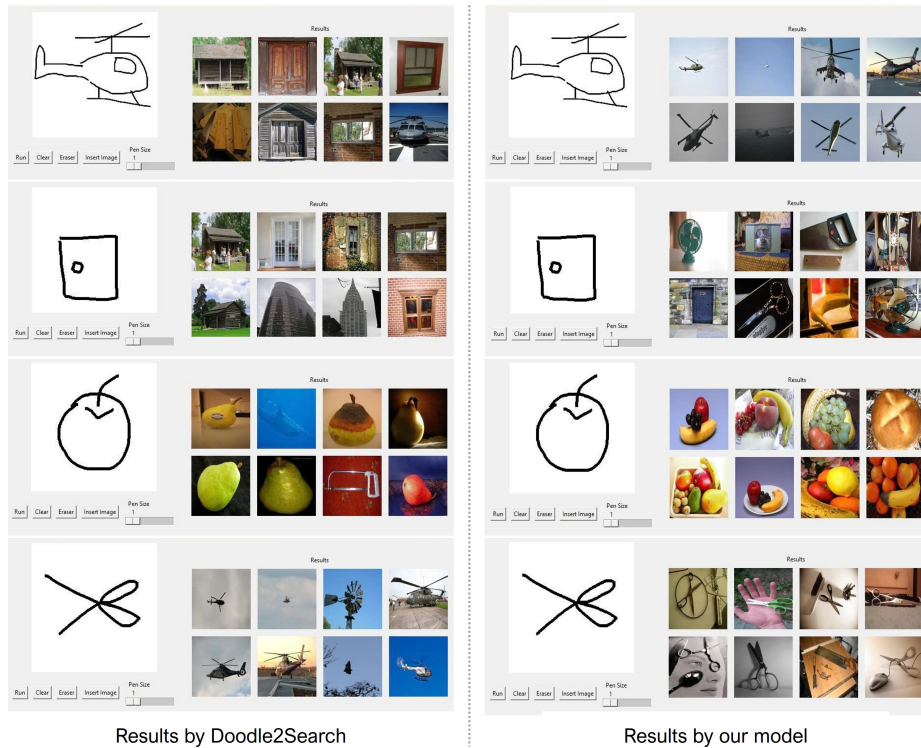 Results
Run Clear Eraser Insert Image Pen Size
1
Results
Run Clear Eraser Insert Image Pen Size
1
Results
Run Clear Eraser Insert Image Pen Size
1
Results
Run Clear Eraser Insert Image Pen Size
1
Results by Doodle2Search
Results
Run Clear Eraser Insert Image Pen Size
1
Results
Run Clear Eraser Insert Image Pen Size
1
Results
Run Clear Eraser Insert Image Pen Size
1
Results
Run Clear Eraser Insert Image Pen Size
1
Results by our model